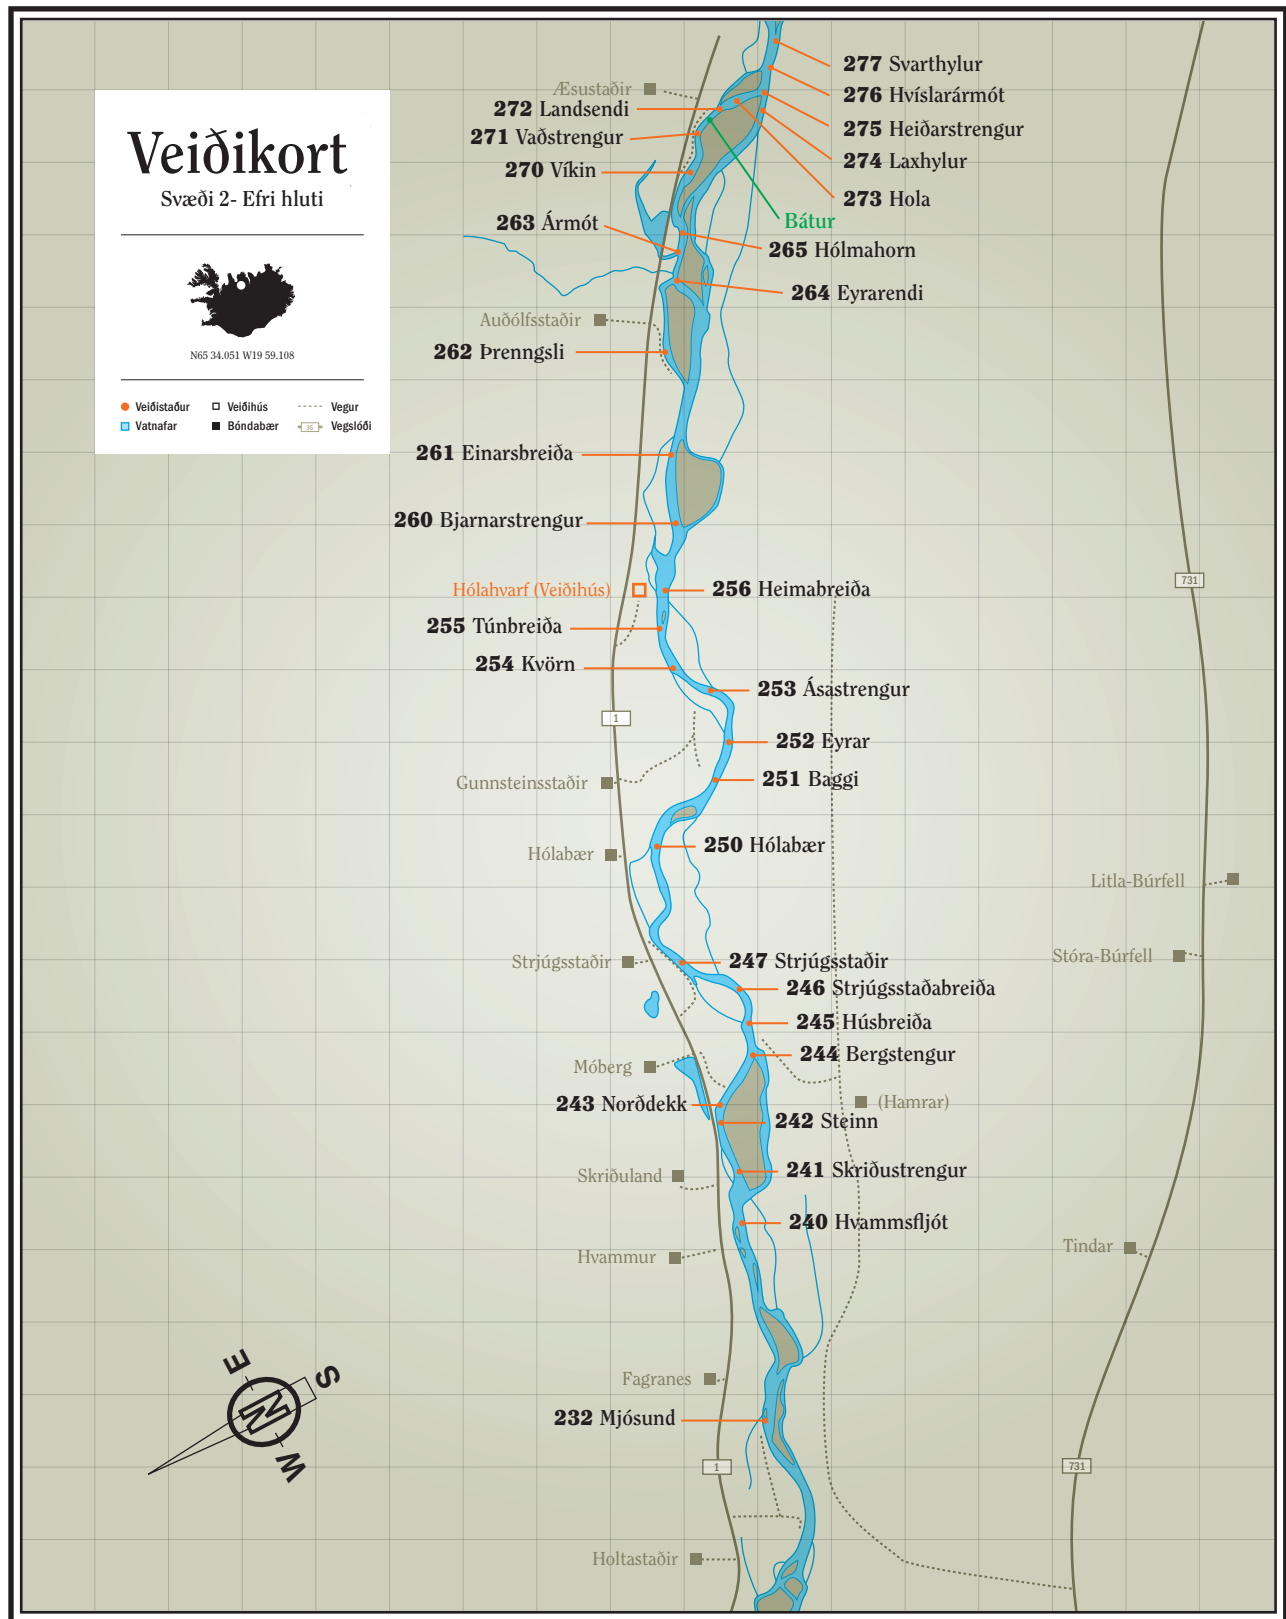 Veiðikort
Svæði 2- Efri hluti
N65 34.051 W19 59.108
Veiðistaður
Veiðihús
Vegur
Vatnafar
Bóndabær
35
Vegslóði
277 Svarthylur
Æsustaðir
276 Hvíslarármót
272 Landsendi
275 Heiðarstrengur
271 Vaðstrengur
274 Laxhylur
270 Víkin
273 Hola
Bátur
263 Ármót
265 Hólmahorn
264 Eyrarendi
Auðólfsstaðir
262 Þrenngsli
261 Einarsbreiða
260 Bjarnarstrengur
731
Hólahvarf (Veiðihús)
256 Heimabreiða
255 Túnbreiða
254 Kvörn
253 Ásastrengur
1
252 Eyrar
Gunnsteinsstaðir
251 Baggi
250 Hólabær
Hólabær
Litla-Búrfell
Stóra-Búrfell
Strjúgsstaðir
247 Strjúgsstaðir
246 Strjúgsstaðabreiða
245 Húsbreiða
244 Bergstengur
Móberg
243 Norðdekk
(Hamrar)
242 Steinn
241 Skriðustrengur
Skriðuland
240 Hvammsfljót
Tindar
Hvammur
E
S
N
W
Fagranes
232 Mjósund
1
731
Holtastaðir